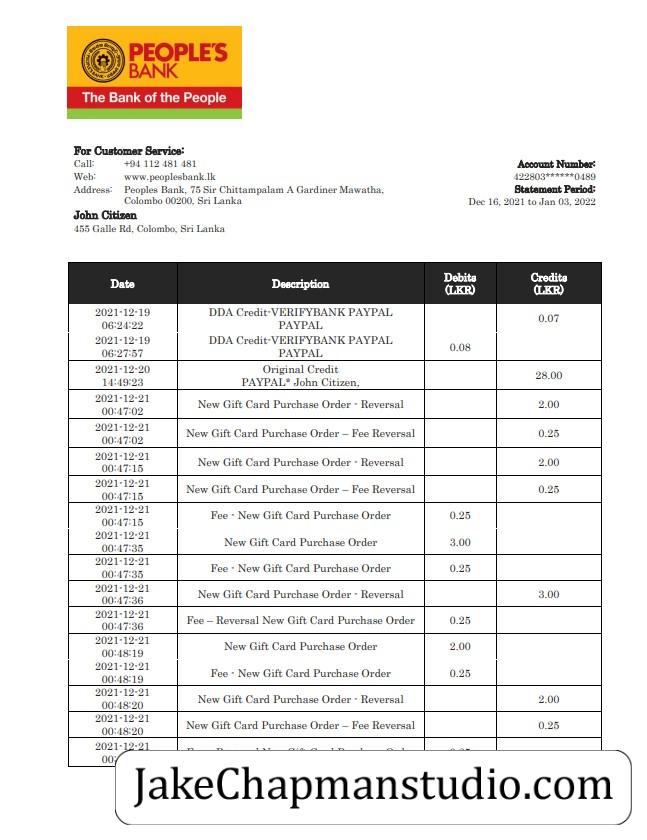 PEOPLE'S
BANK
The Bank of the People
For Customer Service:
Call: +94 112 481 481
Web: www.peoplesbank.lk
Address: Peoples Bank, 75 Sir Chittampalam A Gardiner Mawatha,
Colombo 00200, Sri Lanka
John Citizen
455 Galle Rd, Colombo, Sri Lanka
Account Number:
422803******0489
Statement Period:
Dec 16, 2021 to Jan 03, 2022
Date Description Debits (LKR) Credits (LKR)
2021-12-19 06:24:22 DDA Credit-VERIFYBANK PAYPAL PAYPAL 0.07
2021-12-19 06:27:57 DDA Credit-VERIFYBANK PAYPAL PAYPAL 0.08
2021-12-20 14:49:23 Original Credit PAYPAL* John Citizen, 28.00
2021-12-21 00:47:02 New Gift Card Purchase Order - Reversal 2.00
2021-12-21 00:47:02 New Gift Card Purchase Order – Fee Reversal 0.25
2021-12-21 00:47:15 New Gift Card Purchase Order - Reversal 2.00
2021-12-21 00:47:15 New Gift Card Purchase Order – Fee Reversal 0.25
2021-12-21 00:47:15 Fee - New Gift Card Purchase Order 0.25
2021-12-21 00:47:35 New Gift Card Purchase Order 3.00
2021-12-21 00:47:35 Fee - New Gift Card Purchase Order 0.25
2021-12-21 00:47:36 New Gift Card Purchase Order - Reversal 3.00
2021-12-21 00:47:36 Fee – Reversal New Gift Card Purchase Order 0.25
2021-12-21 00:48:19 New Gift Card Purchase Order 2.00
2021-12-21 00:48:19 Fee - New Gift Card Purchase Order 0.25
2021-12-21 00:48:20 New Gift Card Purchase Order - Reversal 2.00
2021-12-21 00:48:20 New Gift Card Purchase Order – Fee Reversal 0.25
2021-12-21
JakeChapmanstudio.com